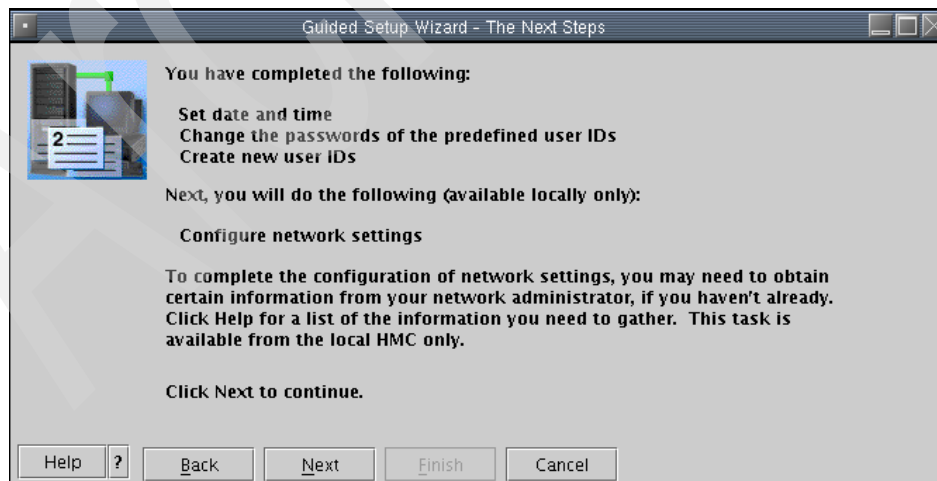 Guided Setup Wizard - The Next Steps
You have completed the following:
Set date and time
Change the passwords of the predefined user IDs
Create new user IDs
2
Next, you will do the following (available locally only):
Configure network settings
To complete the configuration of network settings, you may need to obtain
certain information from your network administrator, if you haven't already.
Click Help for a list of the information you need to gather. This task is
available from the local HMC only.
Click Next to continue.
Help ? Back Next Finish Cancel